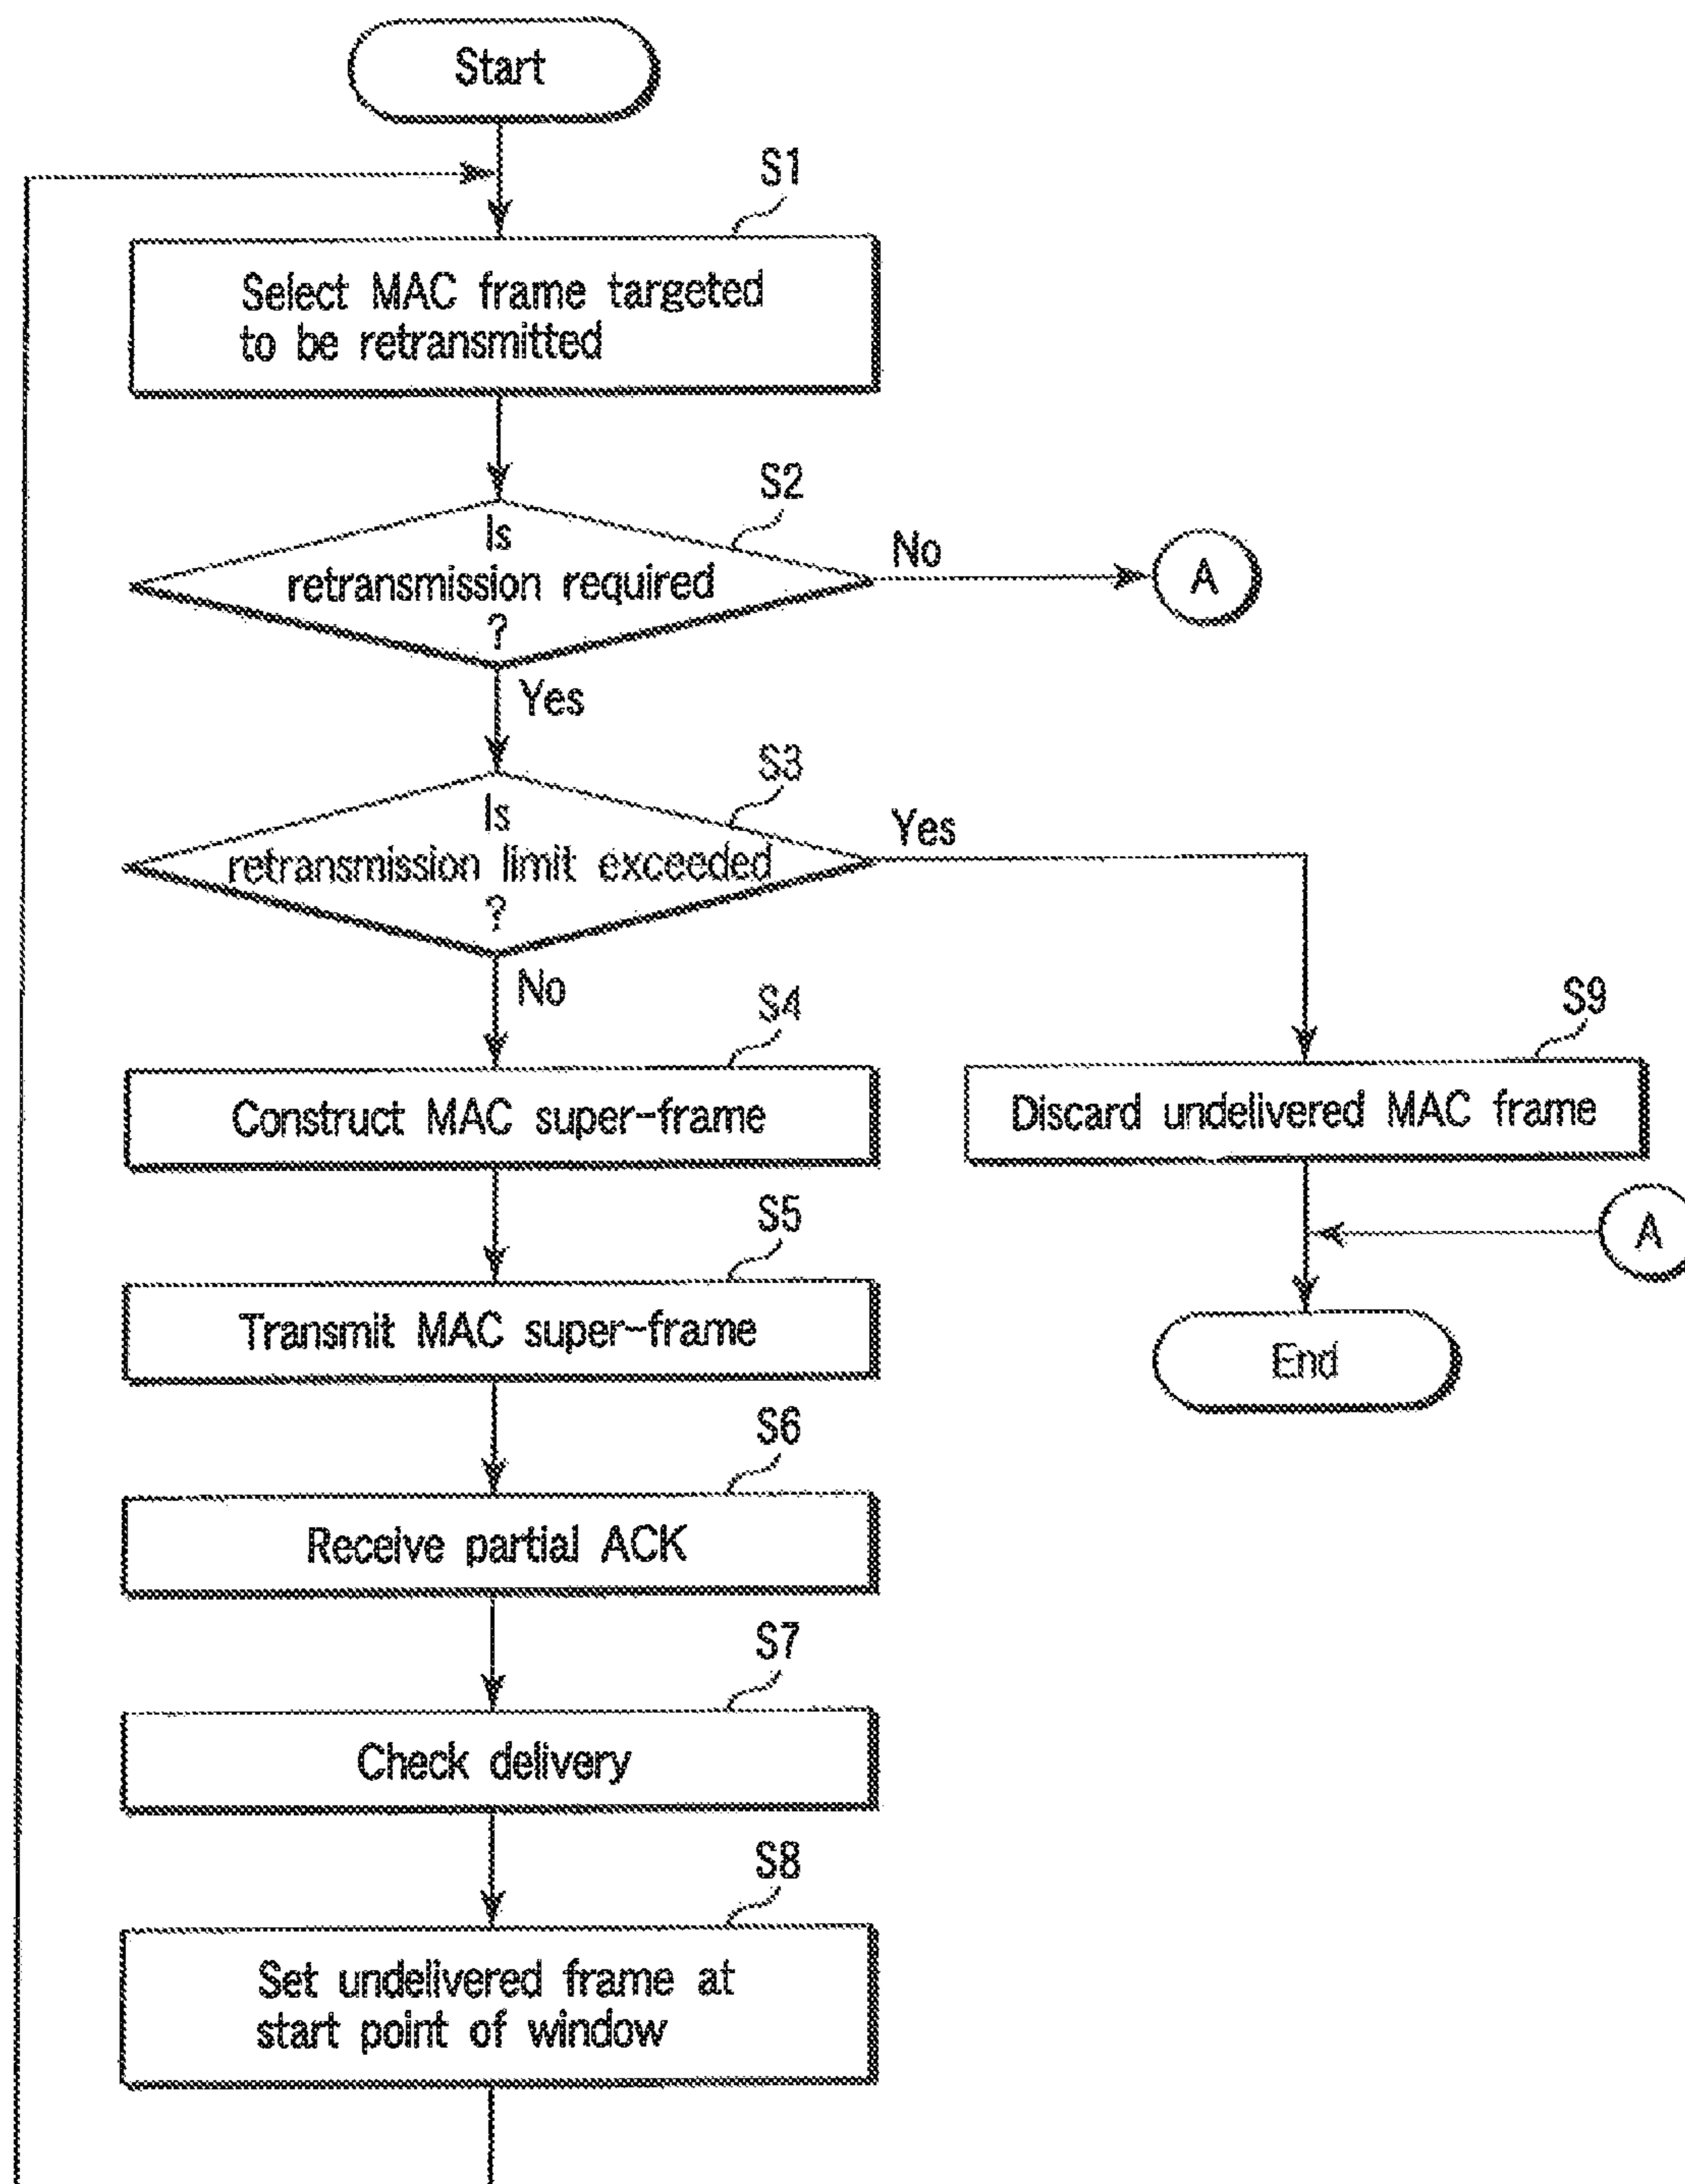 Start
S1
Select MAC frame targeted
to be retransmitted
S2
Is
retransmission required
?
No
A
Yes
S3
Is
retransmission limit exceeded
?
Yes
No
S4
Construct MAC super-frame
S9
Discard undelivered MAC frame
S5
Transmit MAC super-frame
A
End
S6
Receive partial ACK
S7
Check delivery
S8
Set undelivered frame at
start point of window